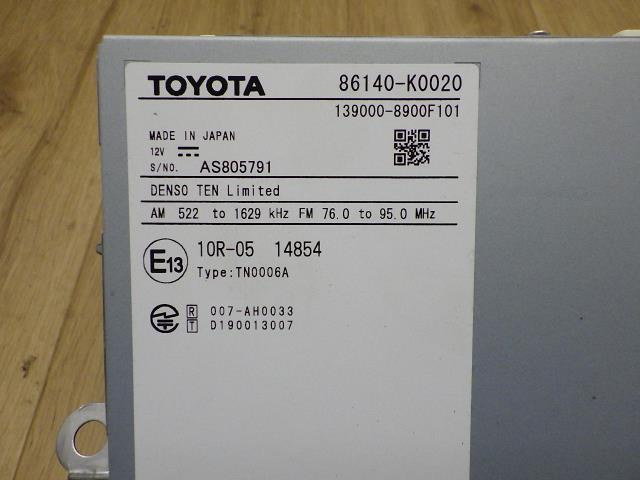 TOYOTA 86140-K0020
139000-8900F101
MADE IN JAPAN
12V
S/NO. AS805791
DENSO TEN Limited
AM 522 to 1629 kHz FM 76.0 to 95.0 MHz
E13 10R-05 14854
Type:TN0006A
R 007-AH0033
T D190013007